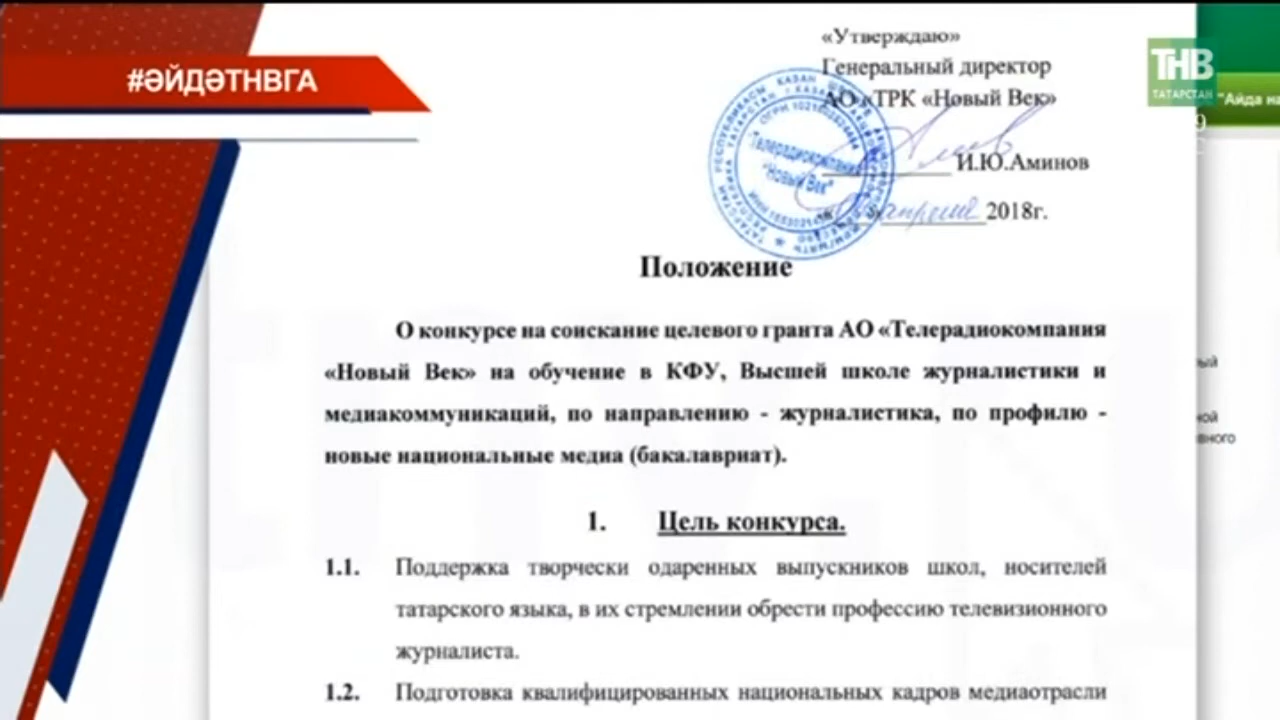 #ӘЙДӘТНВГА
«Утверждаю»
Генеральный директор
АО «ТРК «Новый Век»
И.Ю.Аминов
апреля 2018г.
Телерадиокомпания
"Новый Век"
ТНВ
ТАТАРСТАН
"Айда на
Положение
О конкурсе на соискание целевого гранта АО «Телерадиокомпания
«Новый Век» на обучение в КФУ, Высшей школе журналистики и
медиакоммуникаций, по направлению - журналистика, по профилю -
новые национальные медиа (бакалавриат).
1. Цель конкурса.
1.1. Поддержка творчески одаренных выпускников школ, носителей
татарского языка, в их стремлении обрести профессию телевизионного
журналиста.
1.2. Подготовка квалифицированных национальных кадров медиаотрасли